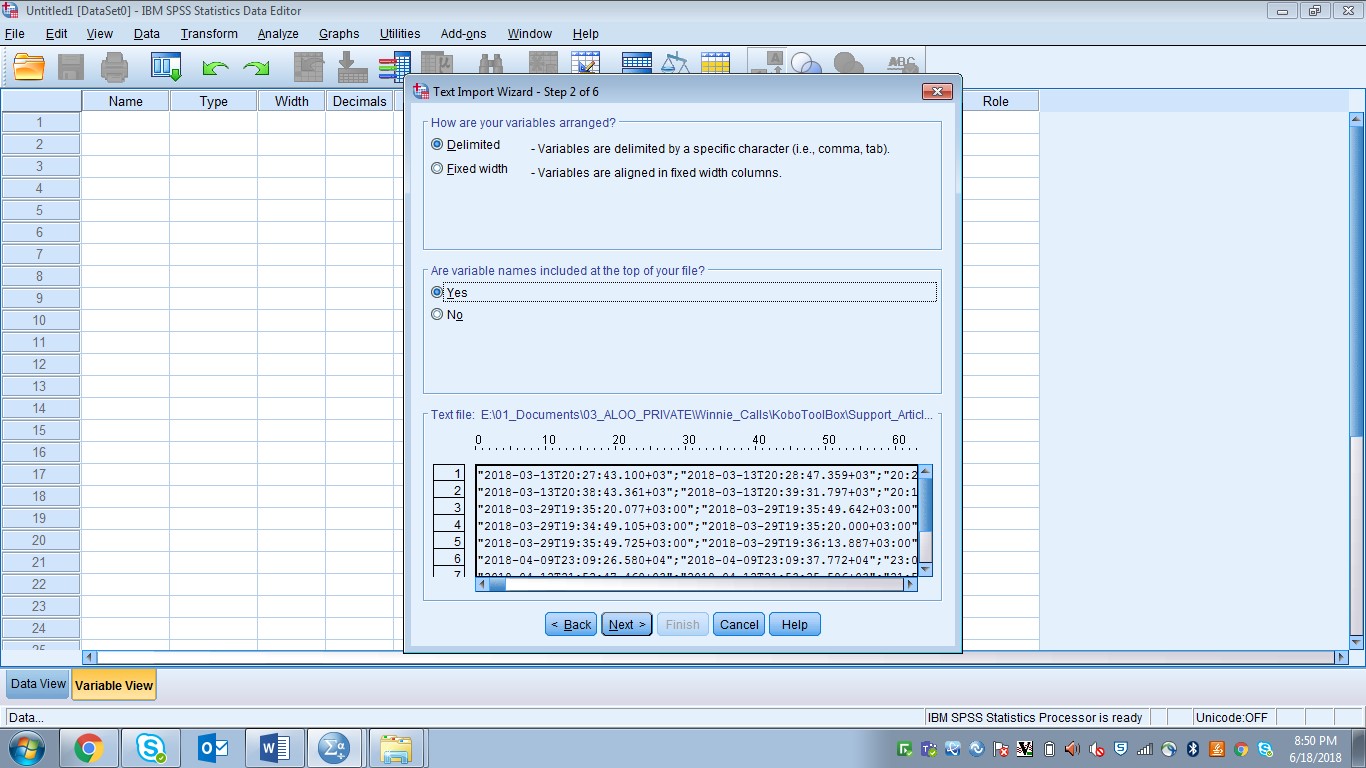 Untitled1 [DataSet0] - IBM SPSS Statistics Data Editor
File Edit View Data Transform Analyze Graphs Utilities Add-ons Window Help
Name Type Width Decimals Role
Text Import Wizard - Step 2 of 6
How are your variables arranged?
Delimited - Variables are delimited by a specific character (i.e., comma, tab).
Fixed width - Variables are aligned in fixed width columns.
Are variable names included at the top of your file?
Yes
No
Text file: E:\01_Documents\03_ALOO_PRIVATE\Winnie_Calls\KoboToolBox\Support_Articl...
0 10 20 30 40 50 60
1 "2018-03-13T20:27:43.100+03";"2018-03-13T20:28:47.359+03";"20:2
2 "2018-03-13T20:38:43.361+03";"2018-03-13T20:39:31.797+03";"20:1
3 "2018-03-29T19:35:20.077+03:00";"2018-03-29T19:35:49.642+03:00"
4 "2018-03-29T19:34:49.105+03:00";"2018-03-29T19:35:20.000+03:00"
5 "2018-03-29T19:35:49.725+03:00";"2018-03-29T19:36:13.887+03:00"
6 "2018-04-09T23:09:26.580+04";"2018-04-09T23:09:37.772+04";"23:0
7
< Back Next > Finish Cancel Help
1
2
3
4
5
6
7
8
9
10
11
12
13
14
15
16
17
18
19
20
21
22
23
24
25
Data View Variable View
Data... IBM SPSS Statistics Processor is ready Unicode:OFF
8:50 PM
6/18/2018